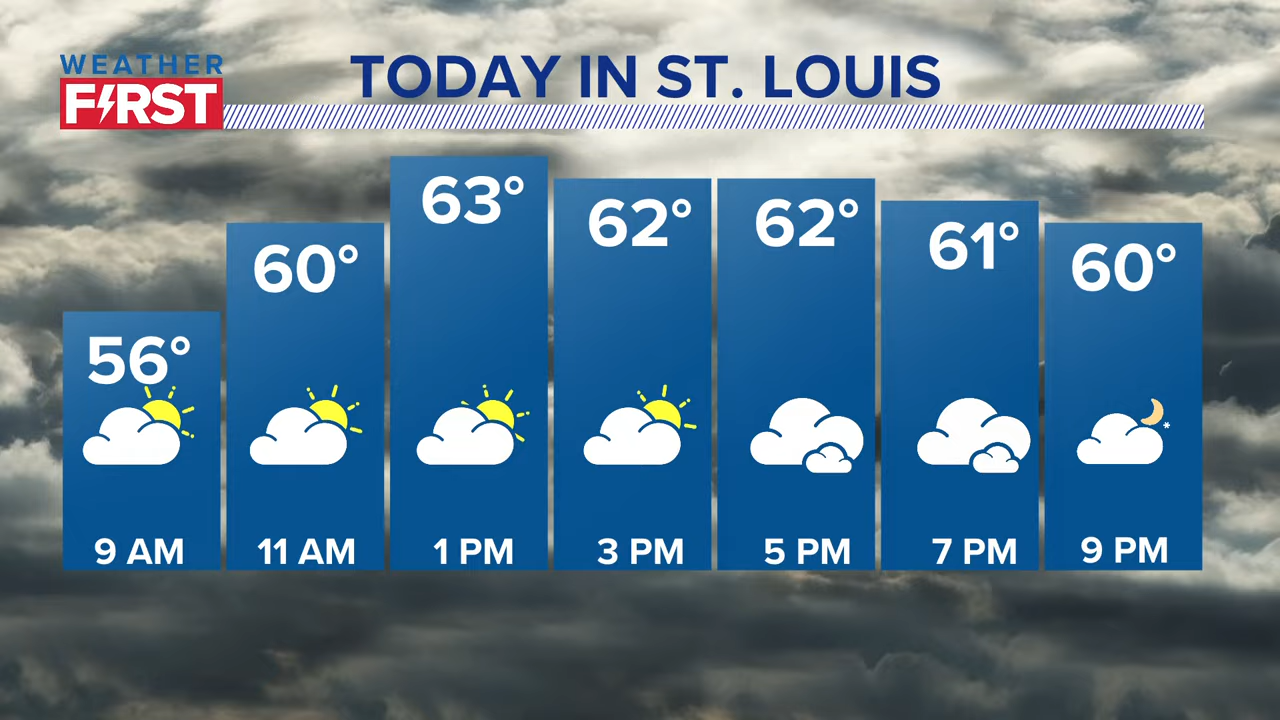 WEATHER
FIRST
TODAY IN ST. LOUIS
56°
60°
63°
62°
62°
61°
60°
9 AM
11 AM
1 PM
3 PM
5 PM
7 PM
9 PM